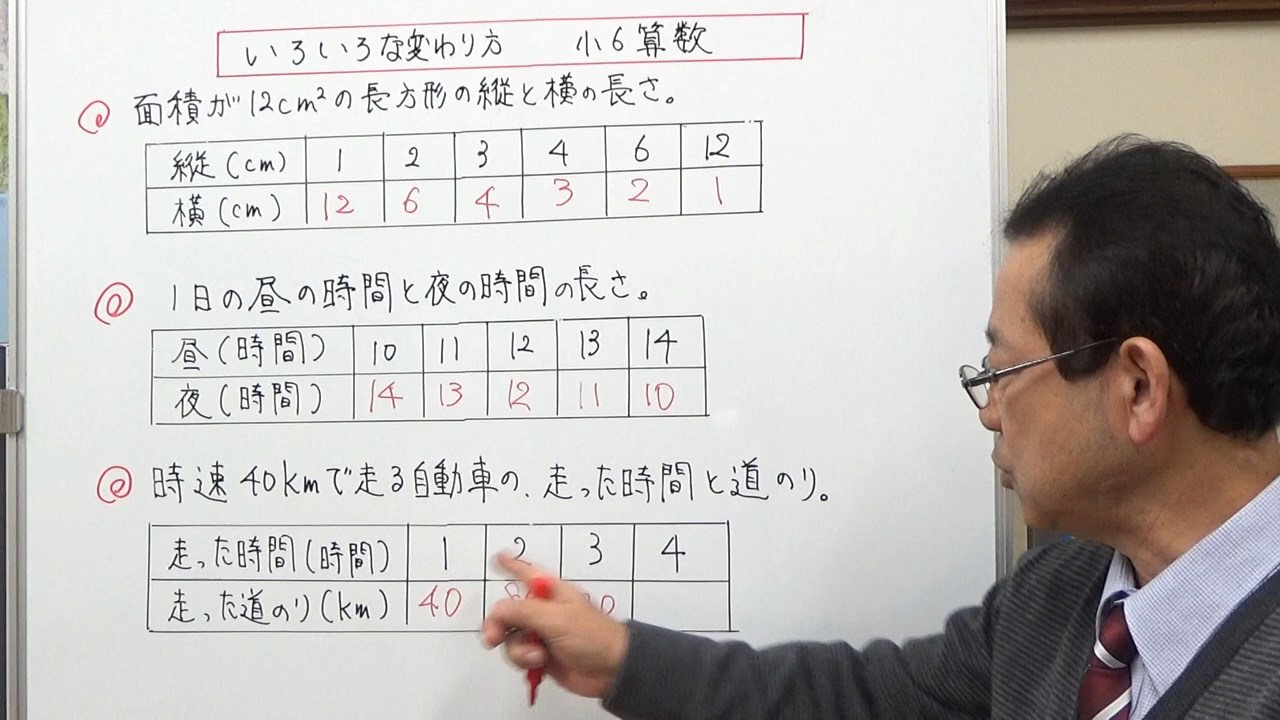 いろいろな変わり方 小6算数
@ 面積が12cm²の長方形の縦と横の長さ。
縦(cm) 1 2 3 4 6 12
横(cm) 12 6 4 3 2 1
@ 1日の昼の時間と夜の時間の長さ。
昼(時間) 10 11 12 13 14
夜(時間) 14 13 12 11 10
@ 時速40kmで走る自動車の、走った時間と道のり。
走った時間(時間) 1 2 3 4
走った道のり(km) 40